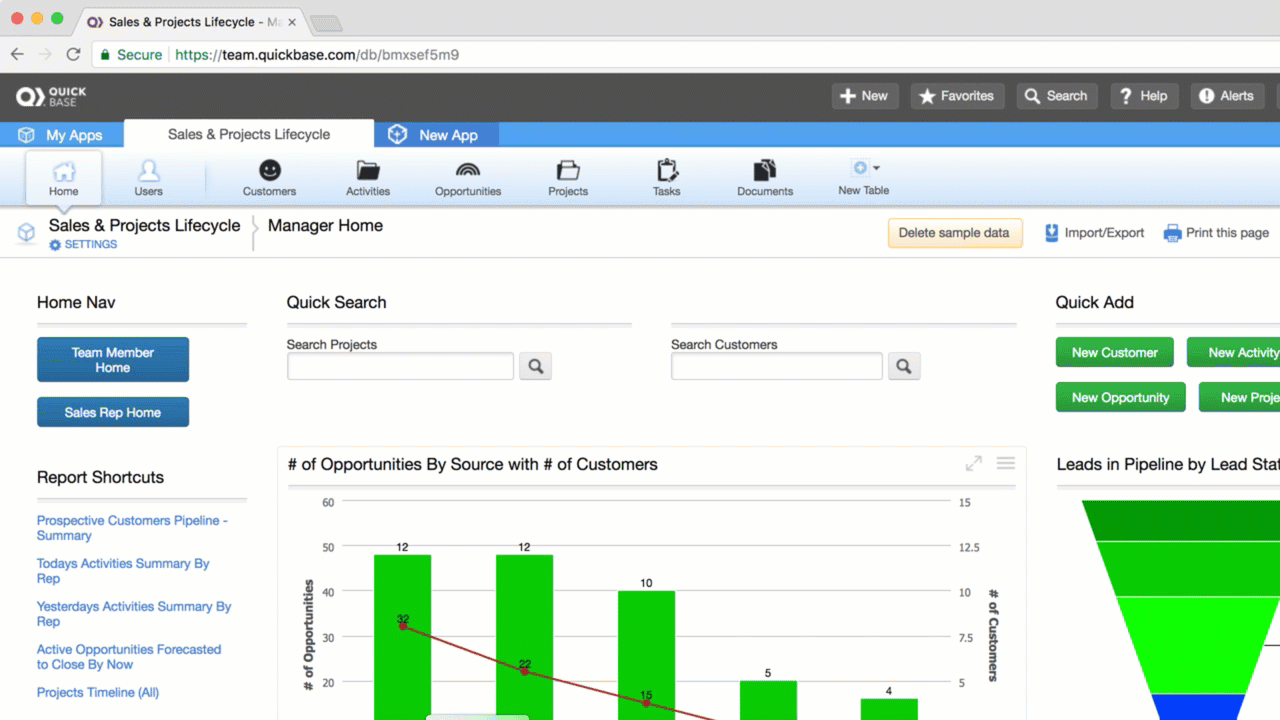 Sales & Projects Lifecycle - Ma
Secure
https://team.quickbase.com/db/bmxsef5m9
QUICK
BASE
New
Favorites
Search
Help
Alerts
My Apps
Sales & Projects Lifecycle
New App
Home
Users
Customers
Activities
Opportunities
Projects
Tasks
Documents
New Table
Sales & Projects Lifecycle
SETTINGS
Manager Home
Delete sample data
Import/Export
Print this page
Home Nav
Team Member
Home
Sales Rep Home
Report Shortcuts
Prospective Customers Pipeline -
Summary
Todays Activities Summary By
Rep
Yesterdays Activities Summary By
Rep
Active Opportunities Forecasted
to Close By Now
Projects Timeline (All)
Quick Search
Search Projects
Search Customers
Quick Add
New Customer
New Activity
New Opportunity
New Proje
# of Opportunities By Source with # of Customers
60
50
40
30
20
# of Opportunities
12
12
10
5
4
32
22
15
15
12.5
10
7.5
5
# of Customers
Leads in Pipeline by Lead Stat